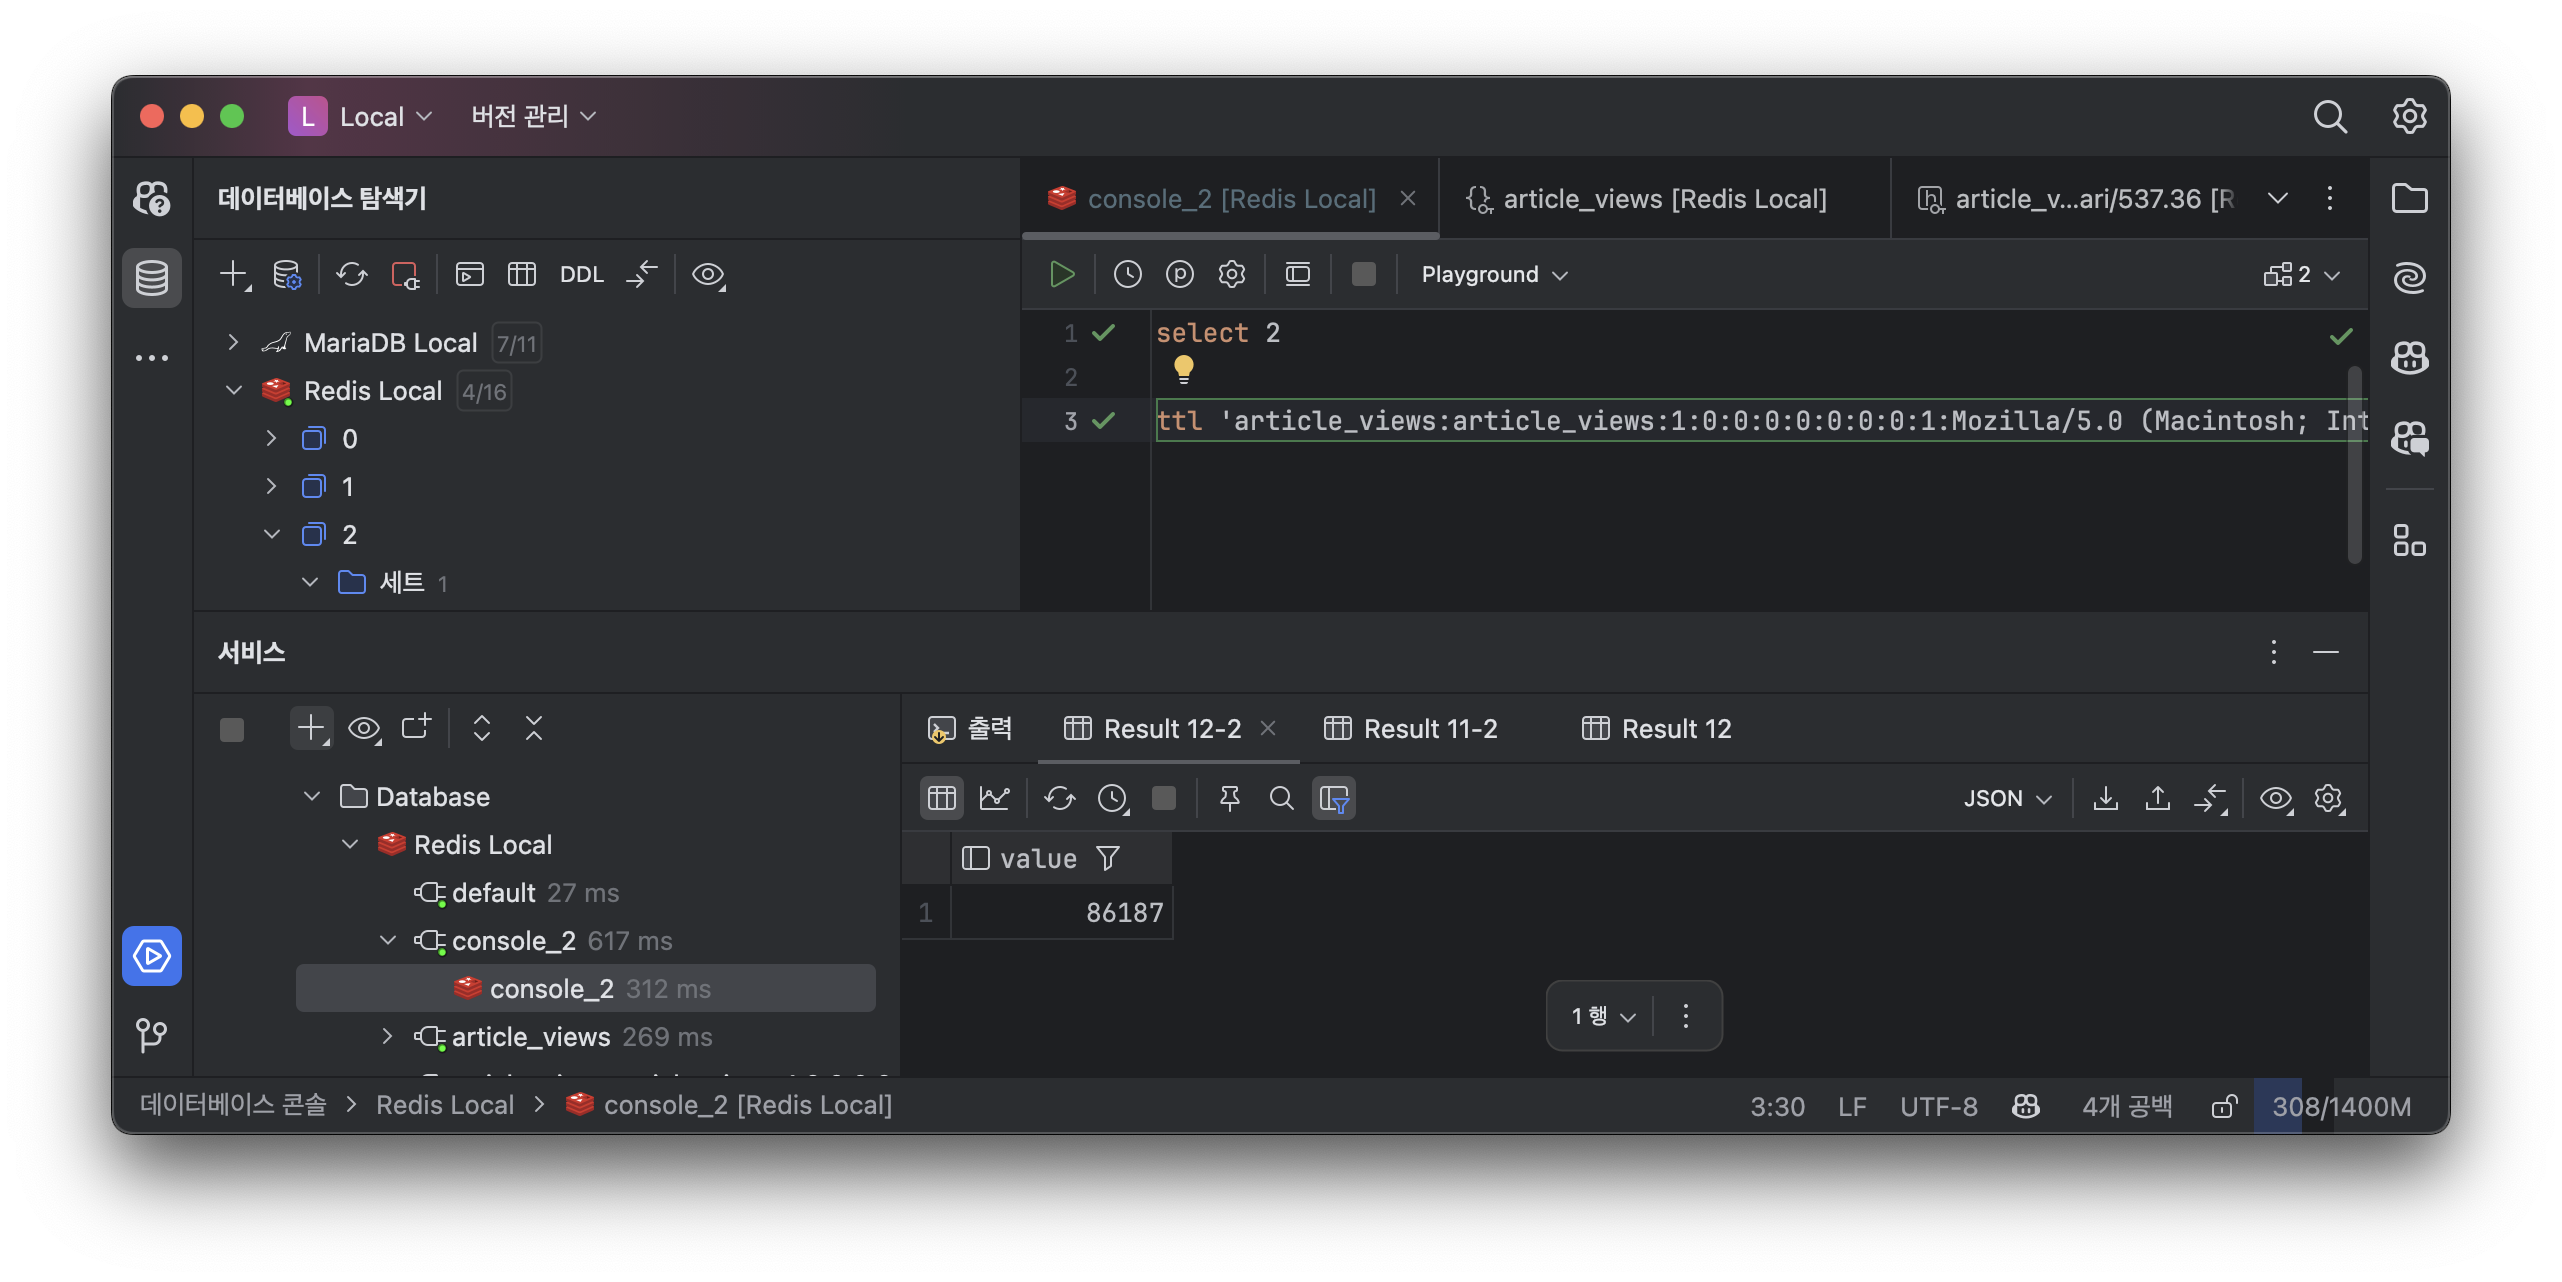 L Local 버전 관리
데이터베이스 탐색기
console_2 [Redis Local]
article_views [Redis Local]
article_v...ari/537.36 [R
DDL
Playground
2
MariaDB Local 7/11
Redis Local 4/16
0
1
2
세트 1
1 select 2
2
3 ttl 'article_views:article_views:1:0:0:0:0:0:0:0:1:Mozilla/5.0 (Macintosh; Int
서비스
Database
Redis Local
default 27 ms
console_2 617 ms
console_2 312 ms
article_views 269 ms
출력
Result 12-2
Result 11-2
Result 12
JSON
value
1 86187
1 행
데이터베이스 콘솔 > Redis Local > console_2 [Redis Local]
3:30 LF UTF-8 4개 공백 308/1400M